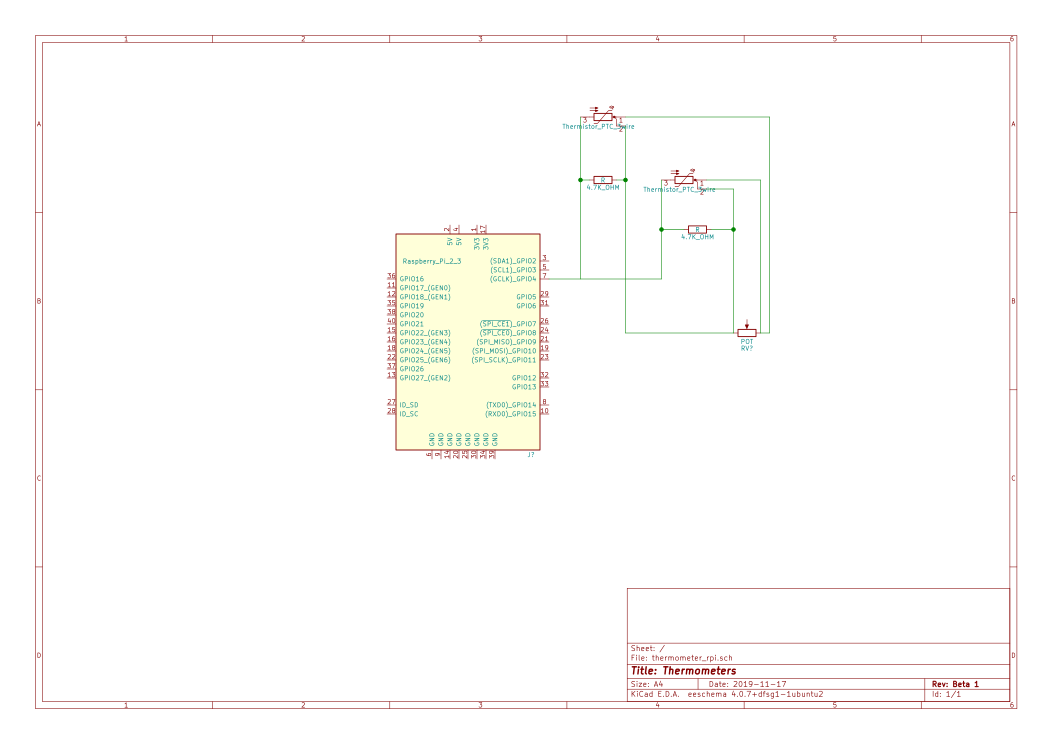 1 2 3 4 5 6
A A
3 1
Thermistor_PTC_3wire
2
R
4.7K_OHM
3 1
Thermistor_PTC_3wire
2
R
4.7K_OHM
2 4 1 17
5V 5V 3V3 3V3
Raspberry_Pi_2_3
(SDA1)_GPIO2 3
(SCL1)_GPIO3 5
36 GPIO16 (GCLK)_GPIO4 7
11 GPIO17_(GEN0)
12 GPIO18_(GEN1) GPIO5 29
35 GPIO19 GPIO6 31
38 GPIO20
40 GPIO21 (SPI_CE1)_GPIO7 26
15 GPIO22_(GEN3) (SPI_CE0)_GPIO8 24
16 GPIO23_(GEN4) (SPI_MISO)_GPIO9 21
18 GPIO24_(GEN5) (SPI_MOSI)_GPIO10 19
22 GPIO25_(GEN6) (SPI_SCLK)_GPIO11 23
37 GPIO26
13 GPIO27_(GEN2) GPIO12 32
GPIO13 33
27 ID_SD (TXD0)_GPIO14 8
28 ID_SC (RXD0)_GPIO15 10
GND GND GND GND GND GND GND GND
6 9 14 20 25 30 34 39
J?
POT
RV?
B B
C C
D D
Sheet: /
File: thermometer_rpi.sch
Title: Thermometers
Size: A4 Date: 2019-11-17 Rev: Beta 1
KiCad E.D.A. eeschema 4.0.7+dfsg1-1ubuntu2 Id: 1/1
1 2 3 4 5 6